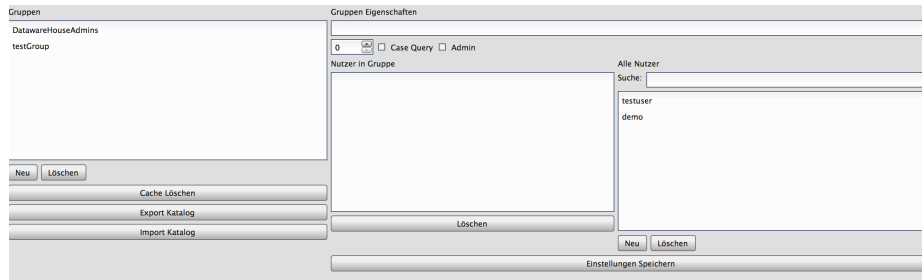 Gruppen
DatawareHouseAdmins
testGroup
Neu Löschen
Cache Löschen
Export Katalog
Import Katalog
Gruppen Eigenschaften
0 Case Query Admin
Nutzer in Gruppe
Löschen
Alle Nutzer
Suche:
testuser
demo
Neu Löschen
Einstellungen Speichern